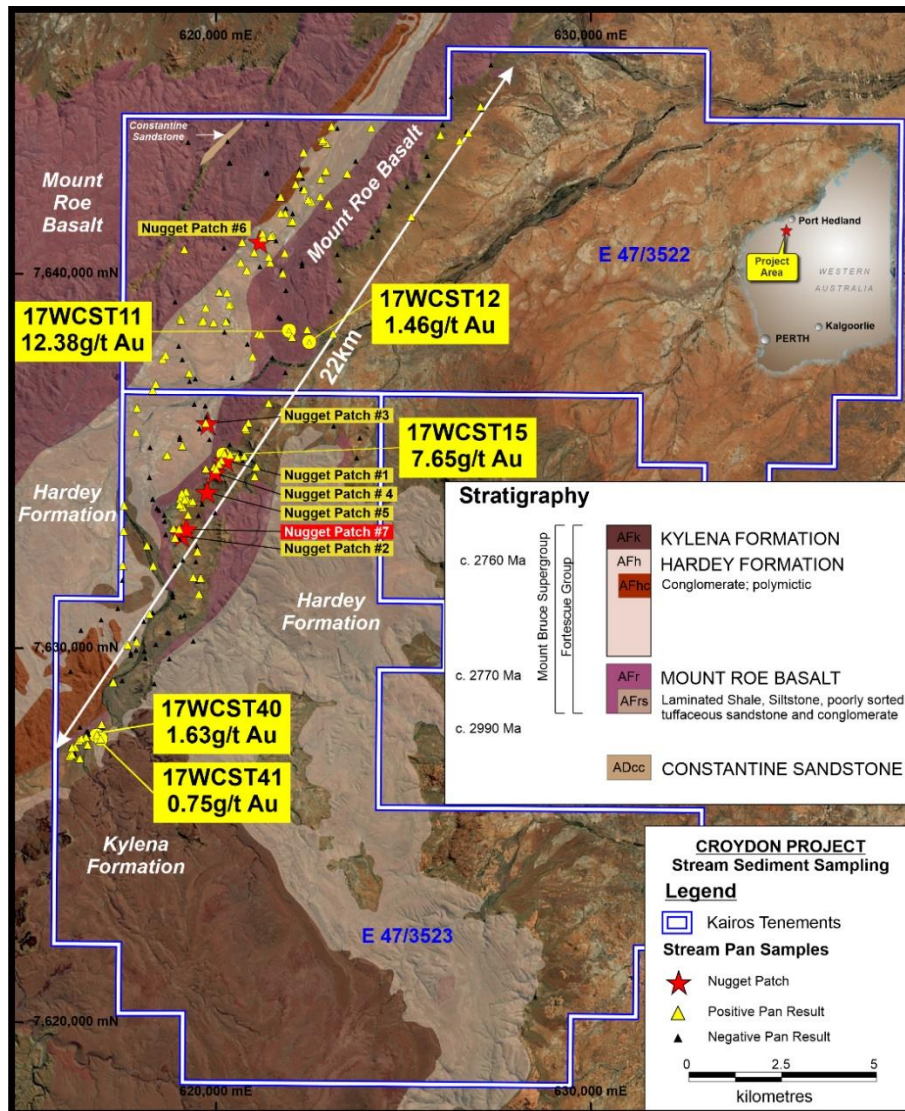 620,000 mE
630,000 mE
Constantine
Sandstone
Mount
Roe
Basalt
Mount Roe Basalt
Nugget Patch #6
7,640,000 mN
E 47/3522
Port Hedland
Project
Area
WESTERN
AUSTRALIA
Kalgoorlie
PERTH
17WCST11
12.38g/t Au
17WCST12
1.46g/t Au
22km
Nugget Patch #3
17WCST15
7.65g/t Au
Nugget Patch #1
Nugget Patch # 4
Nugget Patch #5
Nugget Patch #7
Nugget Patch #2
Hardey
Formation
Hardey
Formation
7,630,000 mN
17WCST40
1.63g/t Au
17WCST41
0.75g/t Au
Kylena
Formation
E 47/3523
7,620,000 mN
620,000 mE
630,000 mE
Stratigraphy
c. 2760 Ma
c. 2770 Ma
c. 2990 Ma
Mount Bruce Supergroup
Fortescue Group
AFk KYLENA FORMATION
AFh HARDEY FORMATION
AFhc Conglomerate; polymictic
AFr MOUNT ROE BASALT
AFrs Laminated Shale, Siltstone, poorly sorted
tuffaceous sandstone and conglomerate
ADcc CONSTANTINE SANDSTONE
CROYDON PROJECT
Stream Sediment Sampling
Legend
Kairos Tenements
Stream Pan Samples
Nugget Patch
Positive Pan Result
Negative Pan Result
0 2.5 5
kilometres